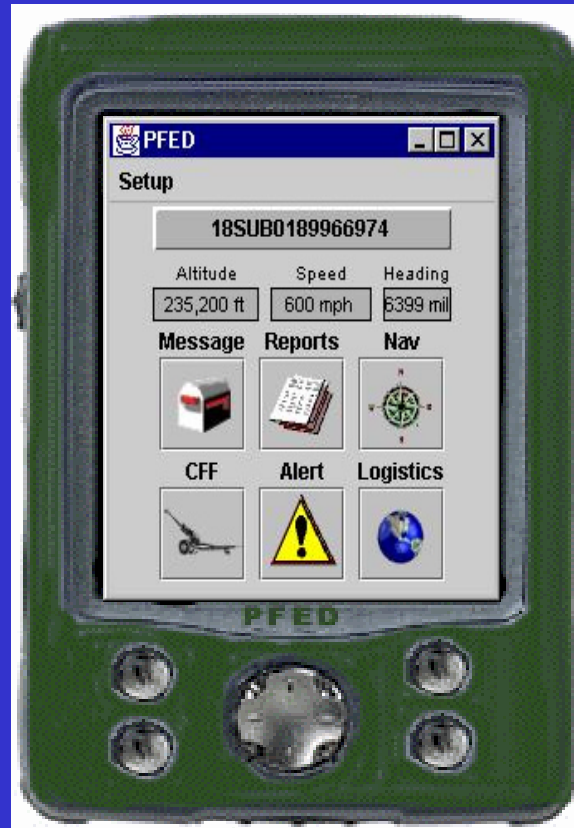 PFED
Setup
18SUB0189966974
Altitude Speed Heading
235,200 ft 600 mph 6399 mil
Message Reports Nav
CFF Alert Logistics
PFED